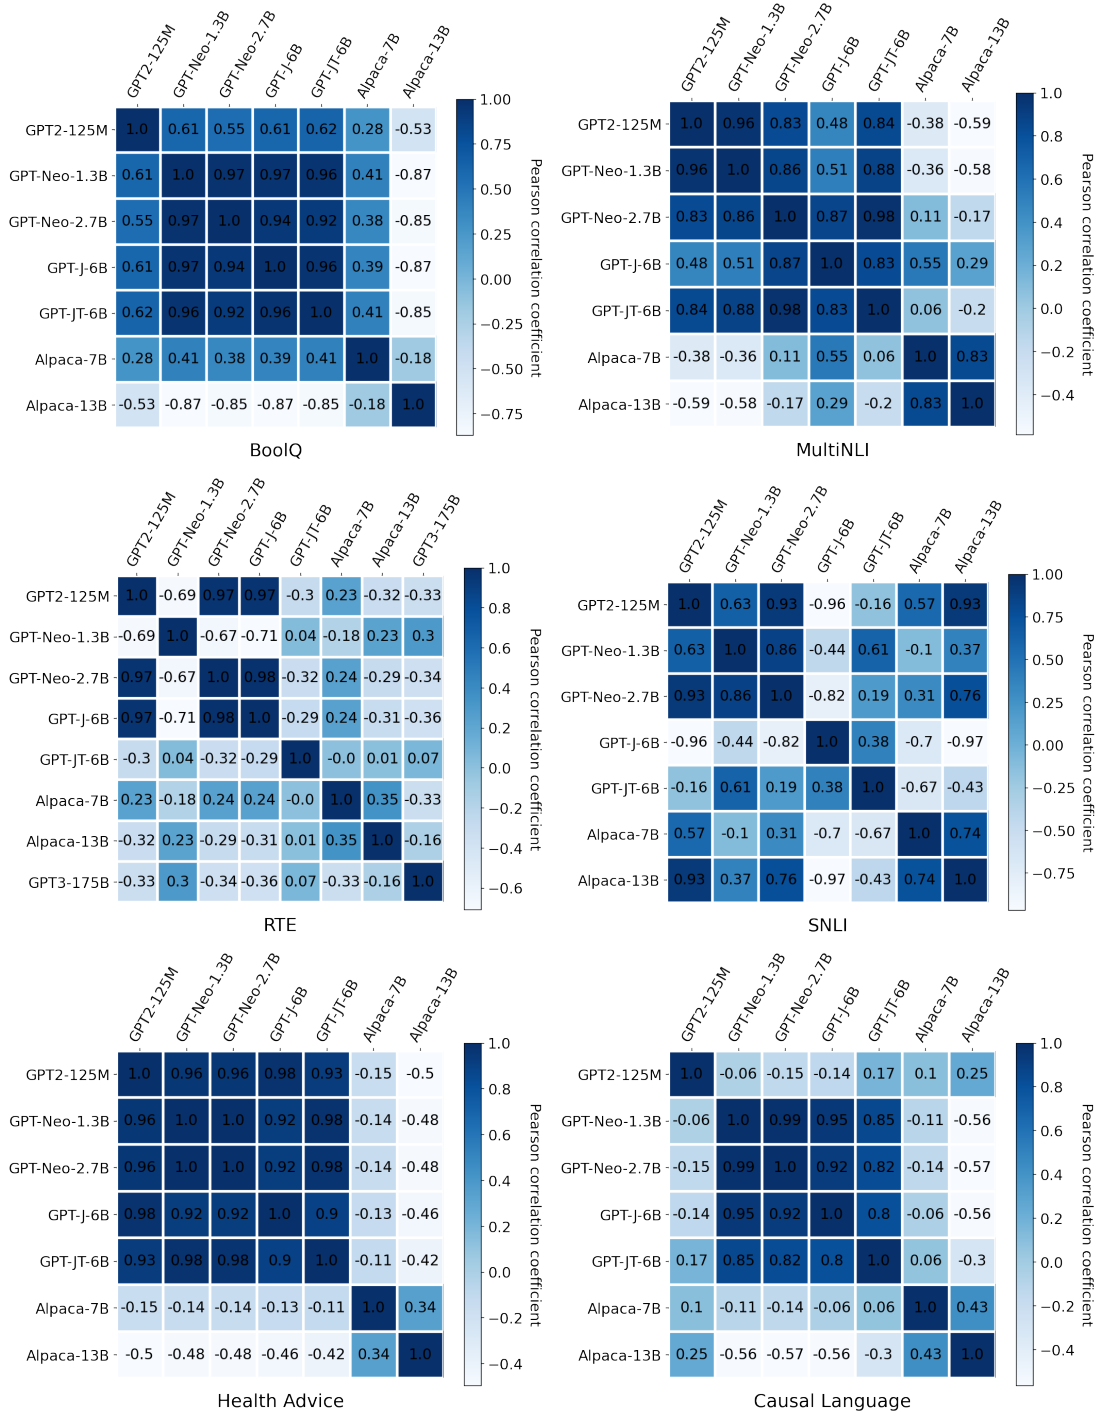 GPT2-125M GPT-Neo-1.3B GPT-Neo-2.7B GPT-J-6B GPT-JT-6B Alpaca-7B Alpaca-13B
GPT2-125M 1.0 0.61 0.55 0.61 0.62 0.28 -0.53
GPT-Neo-1.3B 0.61 1.0 0.97 0.97 0.96 0.41 -0.87
GPT-Neo-2.7B 0.55 0.97 1.0 0.94 0.92 0.38 -0.85
GPT-J-6B 0.61 0.97 0.94 1.0 0.96 0.39 -0.87
GPT-JT-6B 0.62 0.96 0.92 0.96 1.0 0.41 -0.85
Alpaca-7B 0.28 0.41 0.38 0.39 0.41 1.0 -0.18
Alpaca-13B -0.53 -0.87 -0.85 -0.87 -0.85 -0.18 1.0
1.00
0.75
0.50
0.25
0.00
−0.25
−0.50
−0.75
Pearson correlation coefficient
BoolQ
GPT2-125M GPT-Neo-1.3B GPT-Neo-2.7B GPT-J-6B GPT-JT-6B Alpaca-7B Alpaca-13B
GPT2-125M 1.0 0.96 0.83 0.48 0.84 -0.38 -0.59
GPT-Neo-1.3B 0.96 1.0 0.86 0.51 0.88 -0.36 -0.58
GPT-Neo-2.7B 0.83 0.86 1.0 0.87 0.98 0.11 -0.17
GPT-J-6B 0.48 0.51 0.87 1.0 0.83 0.55 0.29
GPT-JT-6B 0.84 0.88 0.98 0.83 1.0 0.06 -0.2
Alpaca-7B -0.38 -0.36 0.11 0.55 0.06 1.0 0.83
Alpaca-13B -0.59 -0.58 -0.17 0.29 -0.2 0.83 1.0
1.0
0.8
0.6
0.4
0.2
0.0
−0.2
−0.4
Pearson correlation coefficient
MultiNLI
GPT2-125M GPT-Neo-1.3B GPT-Neo-2.7B GPT-J-6B GPT-JT-6B Alpaca-7B Alpaca-13B GPT3-175B
GPT2-125M 1.0 -0.69 0.97 0.97 -0.3 0.23 -0.32 -0.33
GPT-Neo-1.3B -0.69 1.0 -0.67 -0.71 0.04 -0.18 0.23 0.3
GPT-Neo-2.7B 0.97 -0.67 1.0 0.98 -0.32 0.24 -0.29 -0.34
GPT-J-6B 0.97 -0.71 0.98 1.0 -0.29 0.24 -0.31 -0.36
GPT-JT-6B -0.3 0.04 -0.32 -0.29 1.0 -0.0 0.01 0.07
Alpaca-7B 0.23 -0.18 0.24 0.24 -0.0 1.0 0.35 -0.33
Alpaca-13B -0.32 0.23 -0.29 -0.31 0.01 0.35 1.0 -0.16
GPT3-175B -0.33 0.3 -0.34 -0.36 0.07 -0.33 -0.16 1.0
1.0
0.8
0.6
0.4
0.2
0.0
−0.2
−0.4
−0.6
Pearson correlation coefficient
RTE
GPT2-125M GPT-Neo-1.3B GPT-Neo-2.7B GPT-J-6B GPT-JT-6B Alpaca-7B Alpaca-13B
GPT2-125M 1.0 0.63 0.93 -0.96 -0.16 0.57 0.93
GPT-Neo-1.3B 0.63 1.0 0.86 -0.44 0.61 -0.1 0.37
GPT-Neo-2.7B 0.93 0.86 1.0 -0.82 0.19 0.31 0.76
GPT-J-6B -0.96 -0.44 -0.82 1.0 0.38 -0.7 -0.97
GPT-JT-6B -0.16 0.61 0.19 0.38 1.0 -0.67 -0.43
Alpaca-7B 0.57 -0.1 0.31 -0.7 -0.67 1.0 0.74
Alpaca-13B 0.93 0.37 0.76 -0.97 -0.43 0.74 1.0
1.00
0.75
0.50
0.25
0.00
−0.25
−0.50
−0.75
Pearson correlation coefficient
SNLI
GPT2-125M GPT-Neo-1.3B GPT-Neo-2.7B GPT-J-6B GPT-JT-6B Alpaca-7B Alpaca-13B
GPT2-125M 1.0 0.96 0.96 0.98 0.93 -0.15 -0.5
GPT-Neo-1.3B 0.96 1.0 1.0 0.92 0.98 -0.14 -0.48
GPT-Neo-2.7B 0.96 1.0 1.0 0.92 0.98 -0.14 -0.48
GPT-J-6B 0.98 0.92 0.92 1.0 0.9 -0.13 -0.46
GPT-JT-6B 0.93 0.98 0.98 0.9 1.0 -0.11 -0.42
Alpaca-7B -0.15 -0.14 -0.14 -0.13 -0.11 1.0 0.34
Alpaca-13B -0.5 -0.48 -0.48 -0.46 -0.42 0.34 1.0
1.0
0.8
0.6
0.4
0.2
0.0
−0.2
−0.4
Pearson correlation coefficient
Health Advice
GPT2-125M GPT-Neo-1.3B GPT-Neo-2.7B GPT-J-6B GPT-JT-6B Alpaca-7B Alpaca-13B
GPT2-125M 1.0 -0.06 -0.15 -0.14 0.17 0.1 0.25
GPT-Neo-1.3B -0.06 1.0 0.99 0.95 0.85 -0.11 -0.56
GPT-Neo-2.7B -0.15 0.99 1.0 0.92 0.82 -0.14 -0.57
GPT-J-6B -0.14 0.95 0.92 1.0 0.8 -0.06 -0.56
GPT-JT-6B 0.17 0.85 0.82 0.8 1.0 0.06 -0.3
Alpaca-7B 0.1 -0.11 -0.14 -0.06 0.06 1.0 0.43
Alpaca-13B 0.25 -0.56 -0.57 -0.56 -0.3 0.43 1.0
1.0
0.8
0.6
0.4
0.2
0.0
−0.2
−0.4
Pearson correlation coefficient
Causal Language